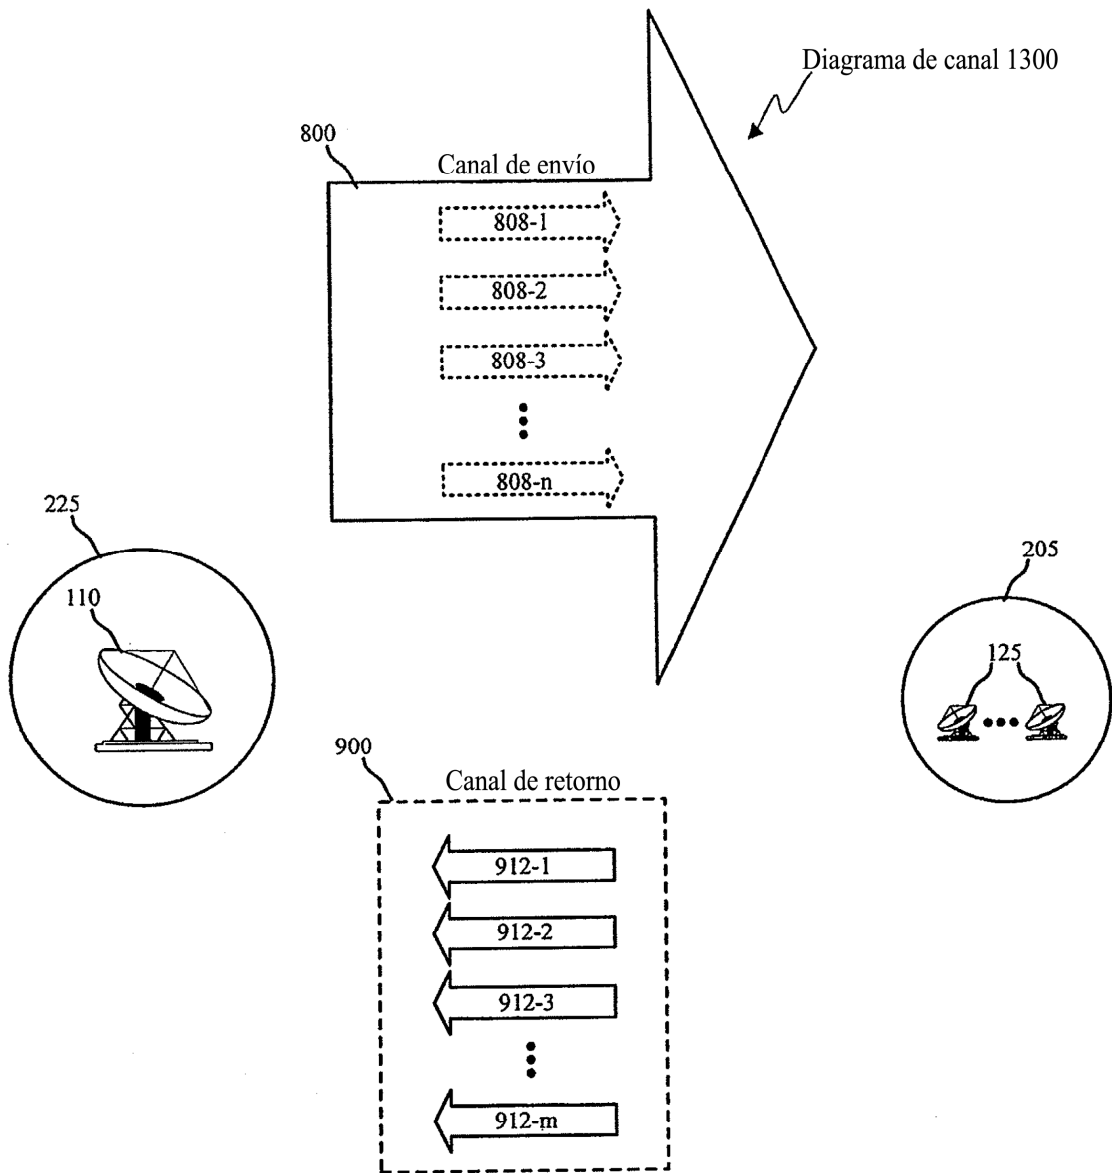 Diagrama de canal 1300
800
Canal de envío
808-1
808-2
808-3
808-n
225
110
205
125
900
Canal de retorno
912-1
912-2
912-3
912-m